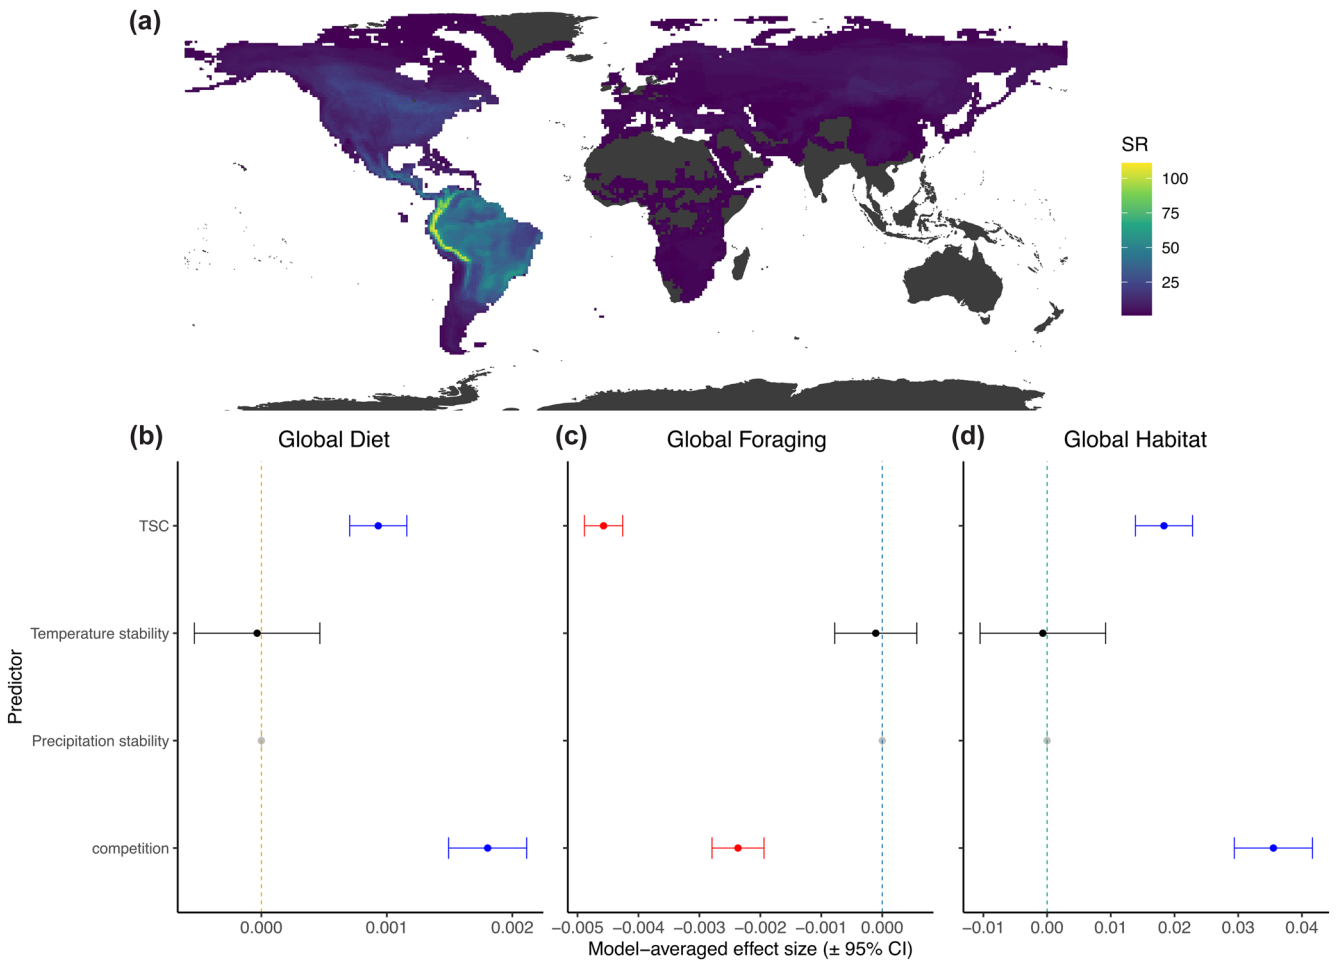 (a)
SR
100
75
50
25
(b) Global Diet
(c) Global Foraging
(d) Global Habitat
Predictor
TSC
Temperature stability
Precipitation stability
competition
0.000 0.001 0.002
−0.005 −0.004 −0.003 −0.002 −0.001 0.000
−0.01 0.00 0.01 0.02 0.03 0.04
Model−averaged effect size (± 95% CI)